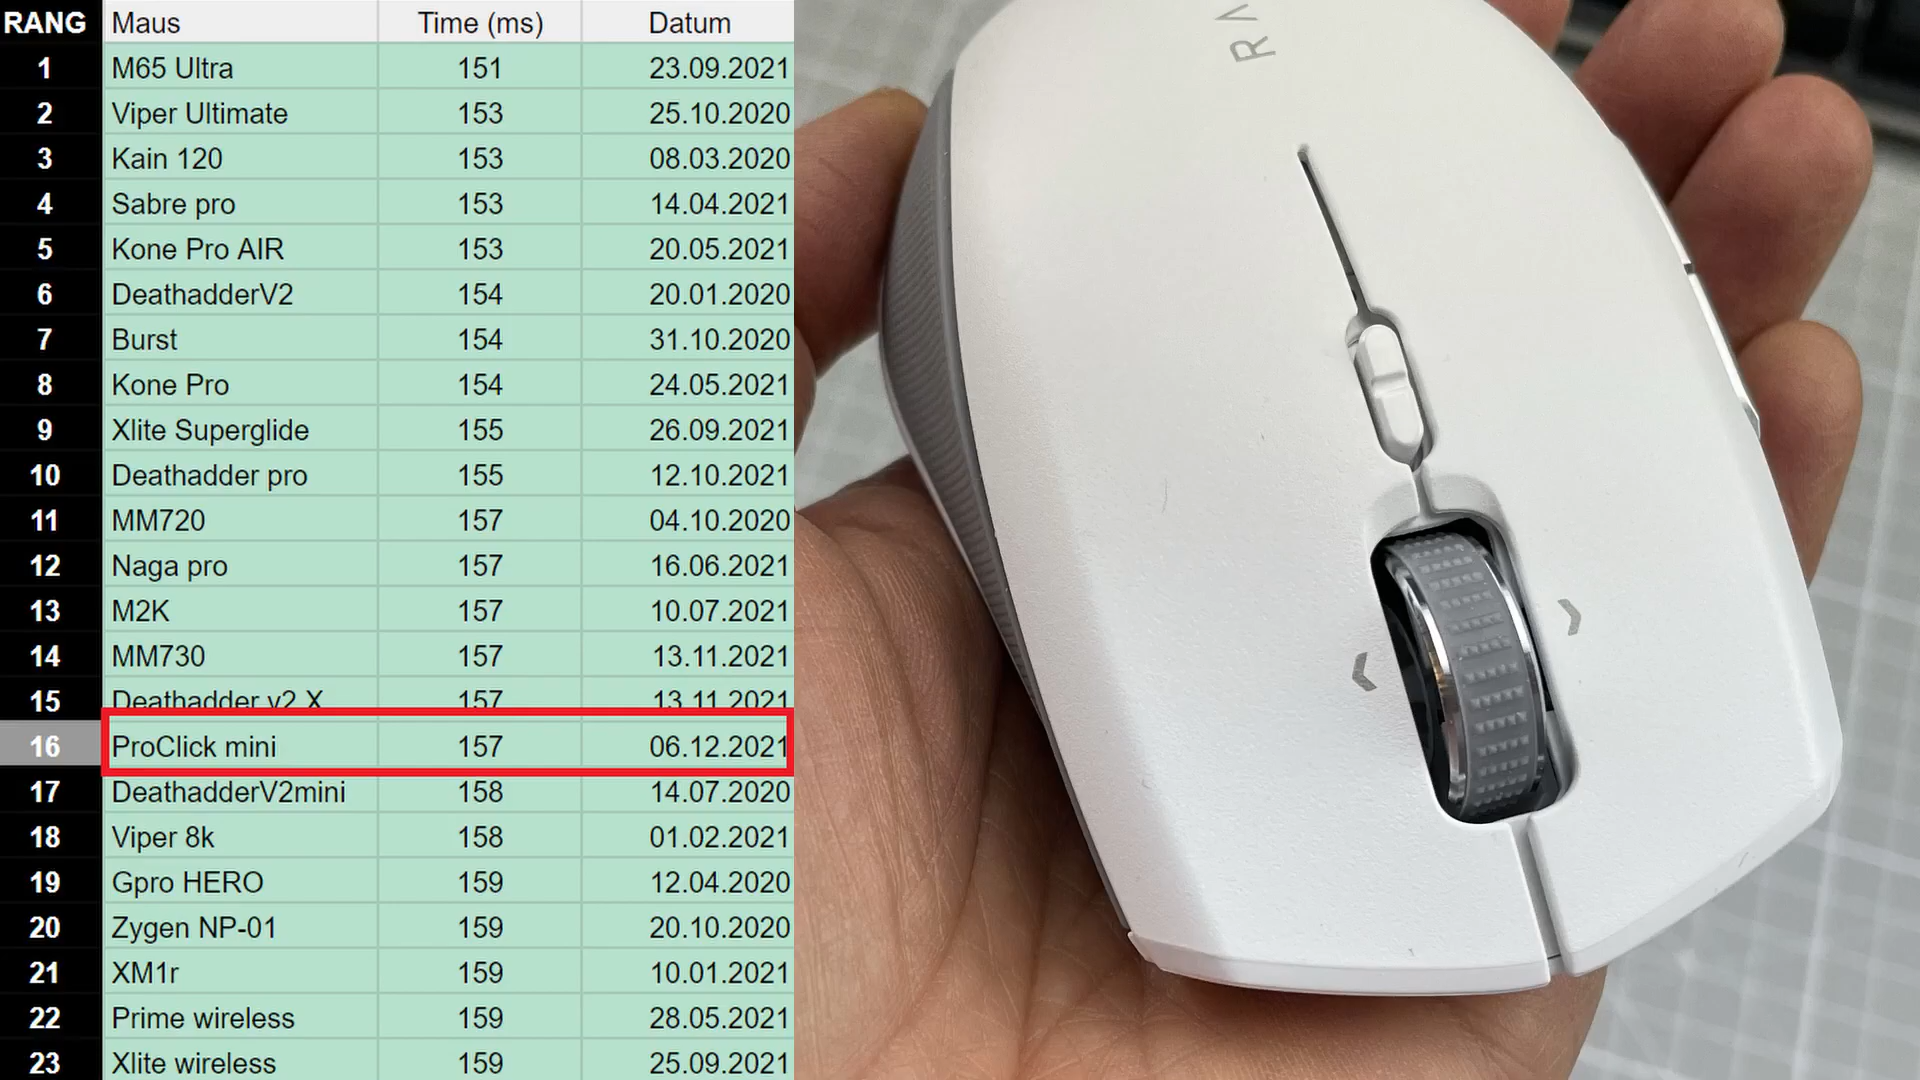 RANG Maus Time (ms) Datum
1 M65 Ultra 151 23.09.2021
2 Viper Ultimate 153 25.10.2020
3 Kain 120 153 08.03.2020
4 Sabre pro 153 14.04.2021
5 Kone Pro AIR 153 20.05.2021
6 DeathadderV2 154 20.01.2020
7 Burst 154 31.10.2020
8 Kone Pro 154 24.05.2021
9 Xlite Superglide 155 26.09.2021
10 Deathadder pro 155 12.10.2021
11 MM720 157 04.10.2020
12 Naga pro 157 16.06.2021
13 M2K 157 10.07.2021
14 MM730 157 13.11.2021
15 Deathadder v2 X 157 13.11.2021
16 ProClick mini 157 06.12.2021
17 DeathadderV2mini 158 14.07.2020
18 Viper 8k 158 01.02.2021
19 Gpro HERO 159 12.04.2020
20 Zygen NP-01 159 20.10.2020
21 XM1r 159 10.01.2021
22 Prime wireless 159 28.05.2021
23 Xlite wireless 159 25.09.2021